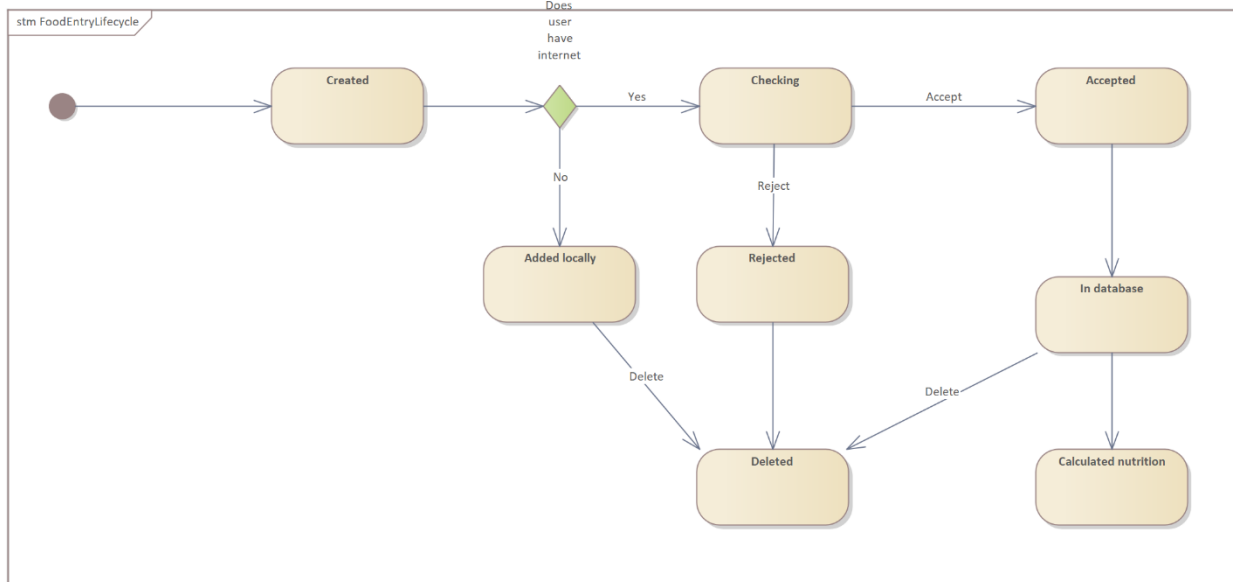 Does
user
have
internet
stm FoodEntryLifecycle
Created
Checking
Accepted
Yes
Accept
No
Reject
Added locally
Rejected
In database
Delete
Delete
Deleted
Calculated nutrition